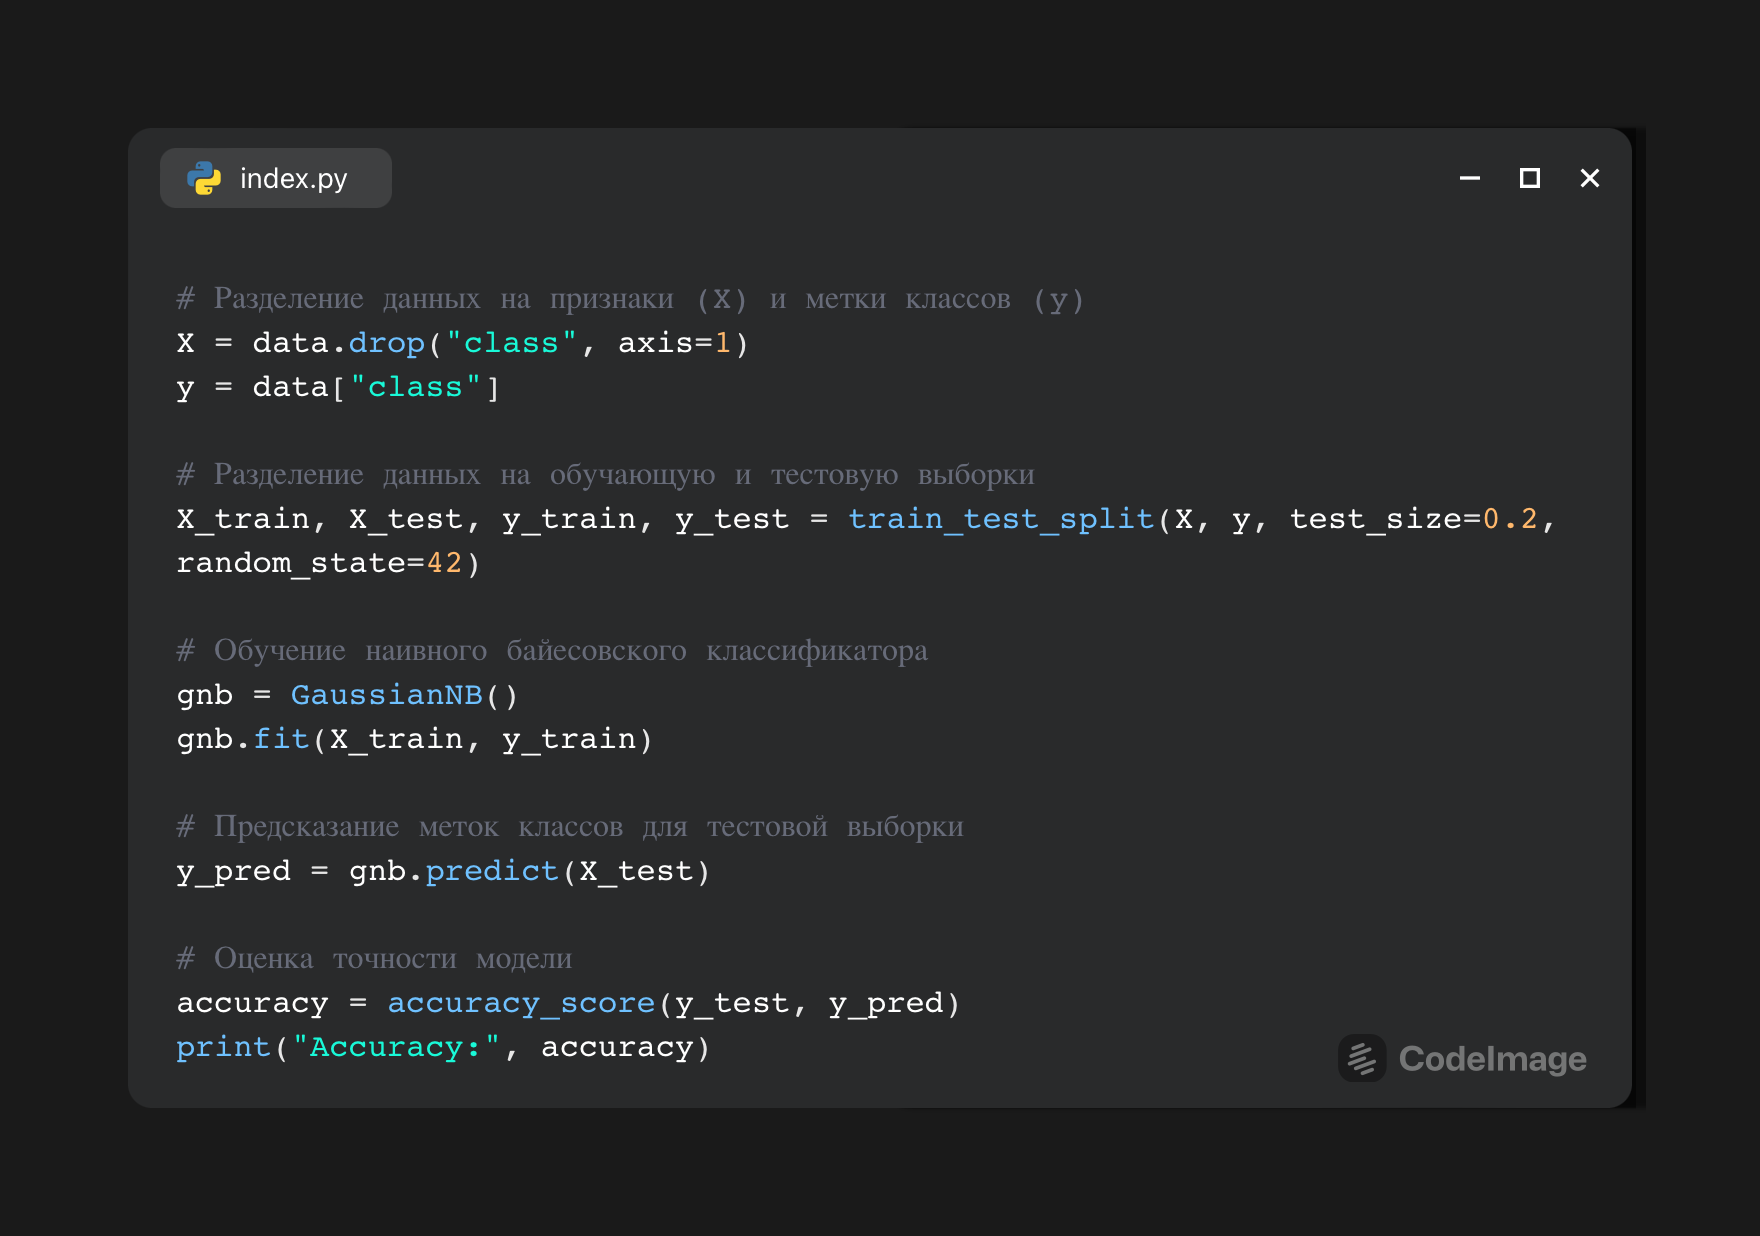 index.py
# Разделение данных на признаки (X) и метки классов (y)
X = data.drop("class", axis=1)
y = data["class"]
# Разделение данных на обучающую и тестовую выборки
X_train, X_test, y_train, y_test = train_test_split(X, y, test_size=0.2,
random_state=42)
# Обучение наивного байесовского классификатора
gnb = GaussianNB()
gnb.fit(X_train, y_train)
# Предсказание меток классов для тестовой выборки
y_pred = gnb.predict(X_test)
# Оценка точности модели
accuracy = accuracy_score(y_test, y_pred)
print("Accuracy:", accuracy)
CodeImage